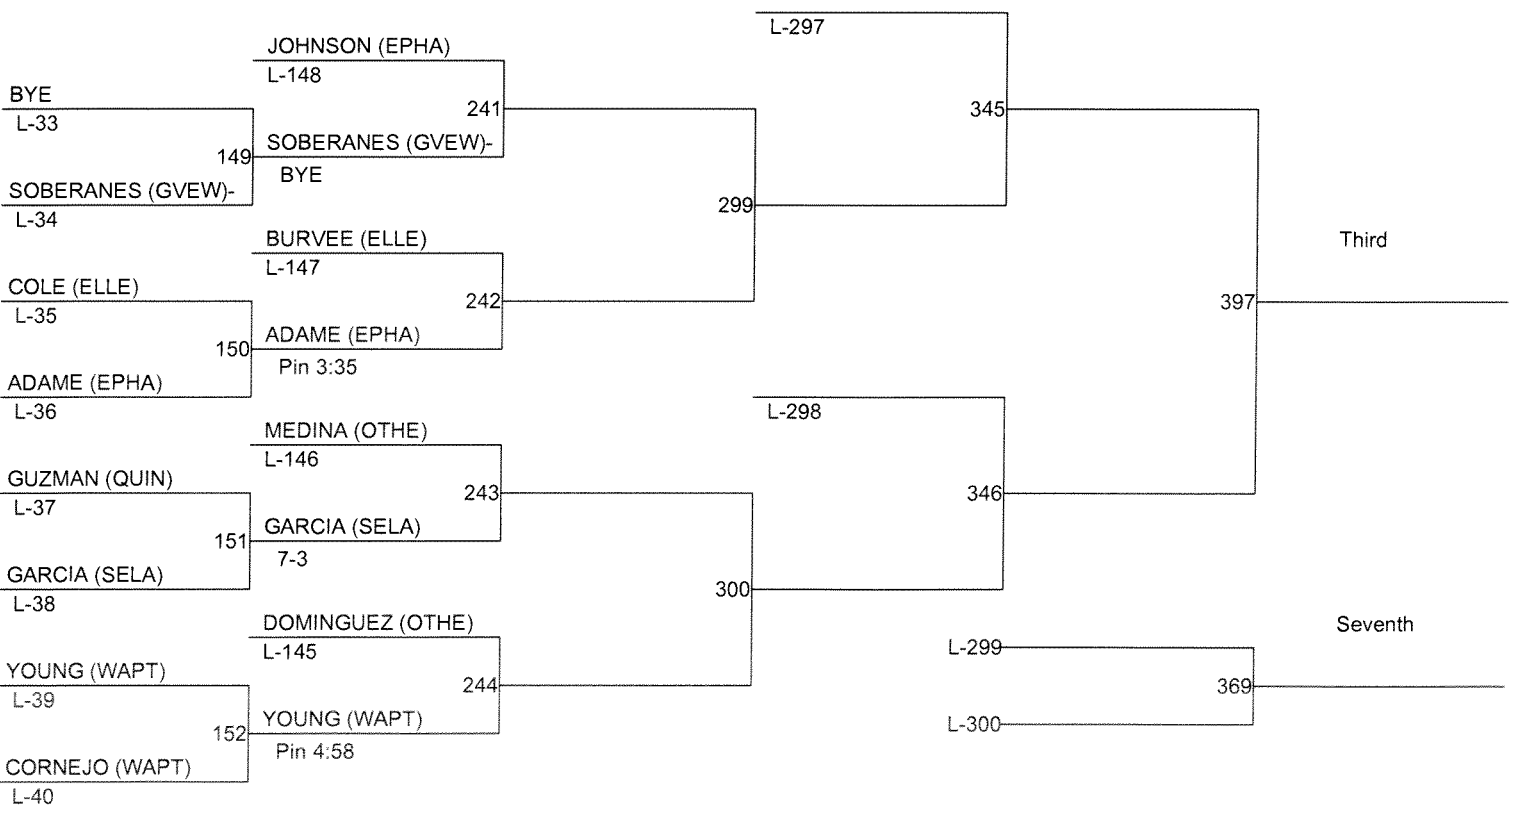 L-297
JOHNSON (EPHA)
L-148
BYE
L-33
241
345
SOBERANES (GVEW)-
149
BYE
SOBERANES (GVEW)-
L-34
299
BURVEE (ELLE)
L-147
Third
COLE (ELLE)
L-35
242
397
ADAME (EPHA)
150
Pin 3:35
ADAME (EPHA)
L-36
L-298
MEDINA (OTHE)
L-146
GUZMAN (QUIN)
L-37
243
346
GARCIA (SELA)
151
7-3
GARCIA (SELA)
L-38
300
DOMINGUEZ (OTHE)
L-145
Seventh
L-299
YOUNG (WAPT)
L-39
244
369
YOUNG (WAPT)
152
L-300
Pin 4:58
CORNEJO (WAPT)
L-40